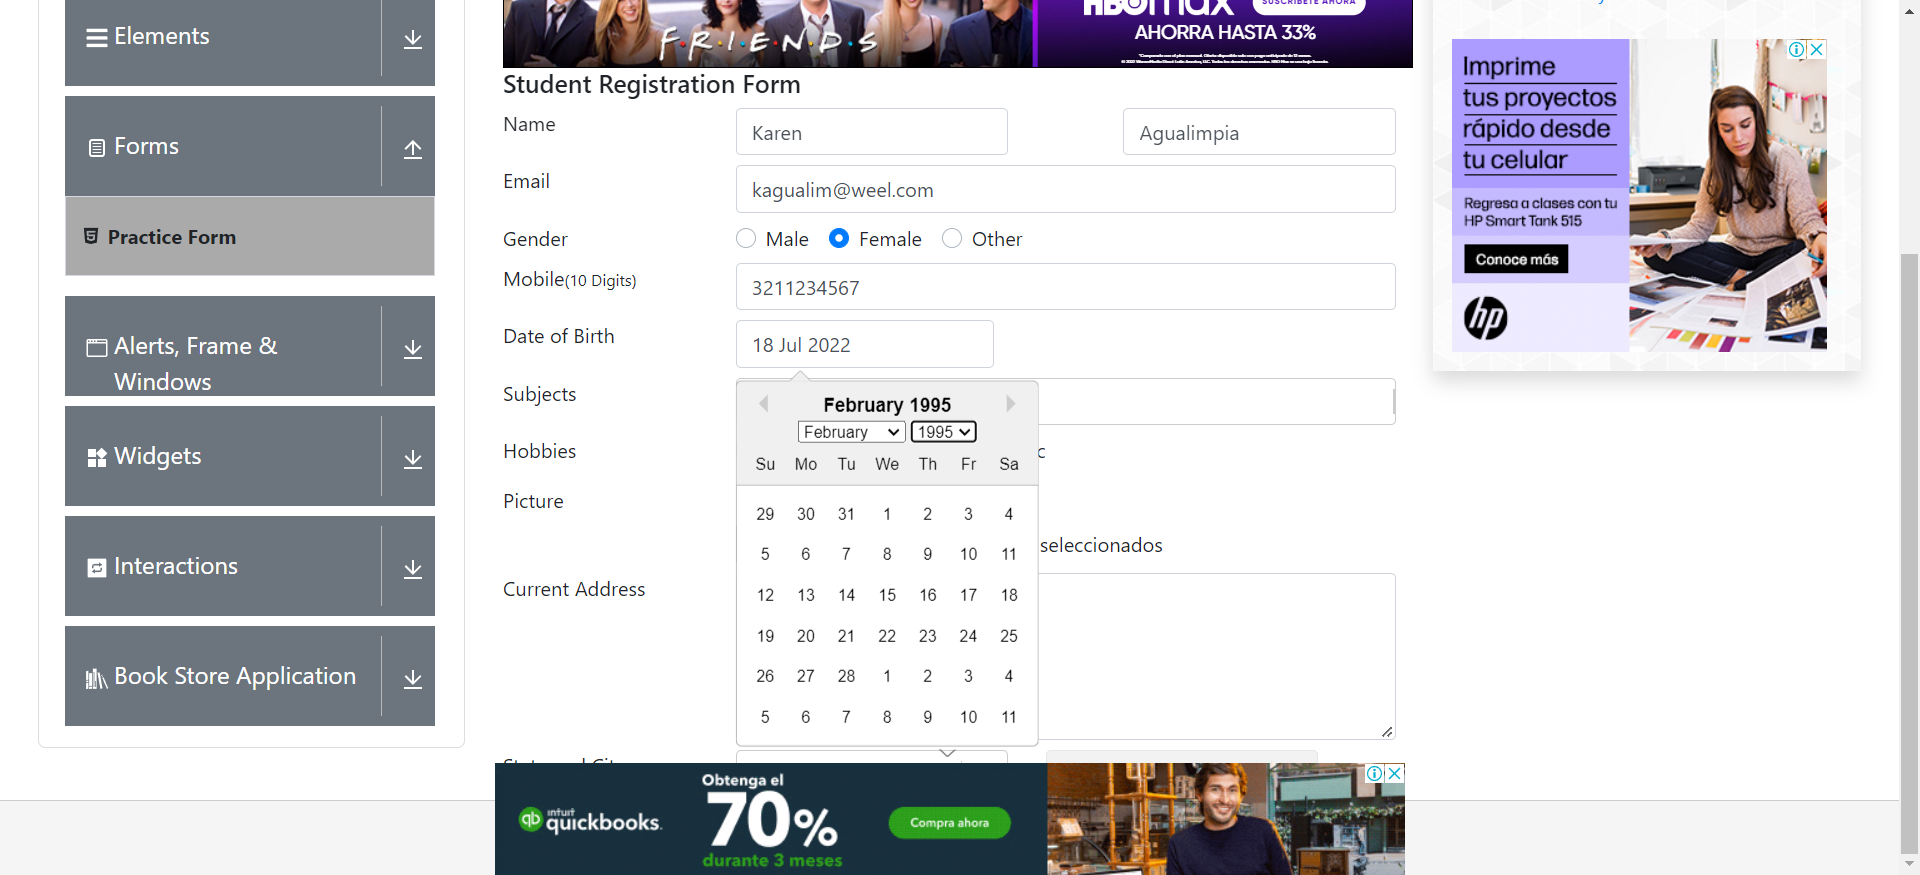 Elements
Forms
Practice Form
Alerts, Frame &
Windows
Widgets
Interactions
Book Store Application
FRIENDS
HBOmax
SUSCRÍBETE AHORA
AHORRA HASTA 33%
Student Registration Form
Name
Karen
Agualimpia
Email
kagualim@weel.com
Gender
Male
Female
Other
Mobile(10 Digits)
3211234567
Date of Birth
18 Jul 2022
Subjects
February 1995
February
1995
Su Mo Tu We Th Fr Sa
29 30 31 1 2 3 4
5 6 7 8 9 10 11
12 13 14 15 16 17 18
19 20 21 22 23 24 25
26 27 28 1 2 3 4
5 6 7 8 9 10 11
Hobbies
c
Picture
seleccionados
Current Address
Imprime
tus proyectos
rápido desde
tu celular
Regresa a clases con tu
HP Smart Tank 515
Conoce más
hp
qb intuit
quickbooks.
Obtenga el
70%
durante 3 meses
Compra ahora